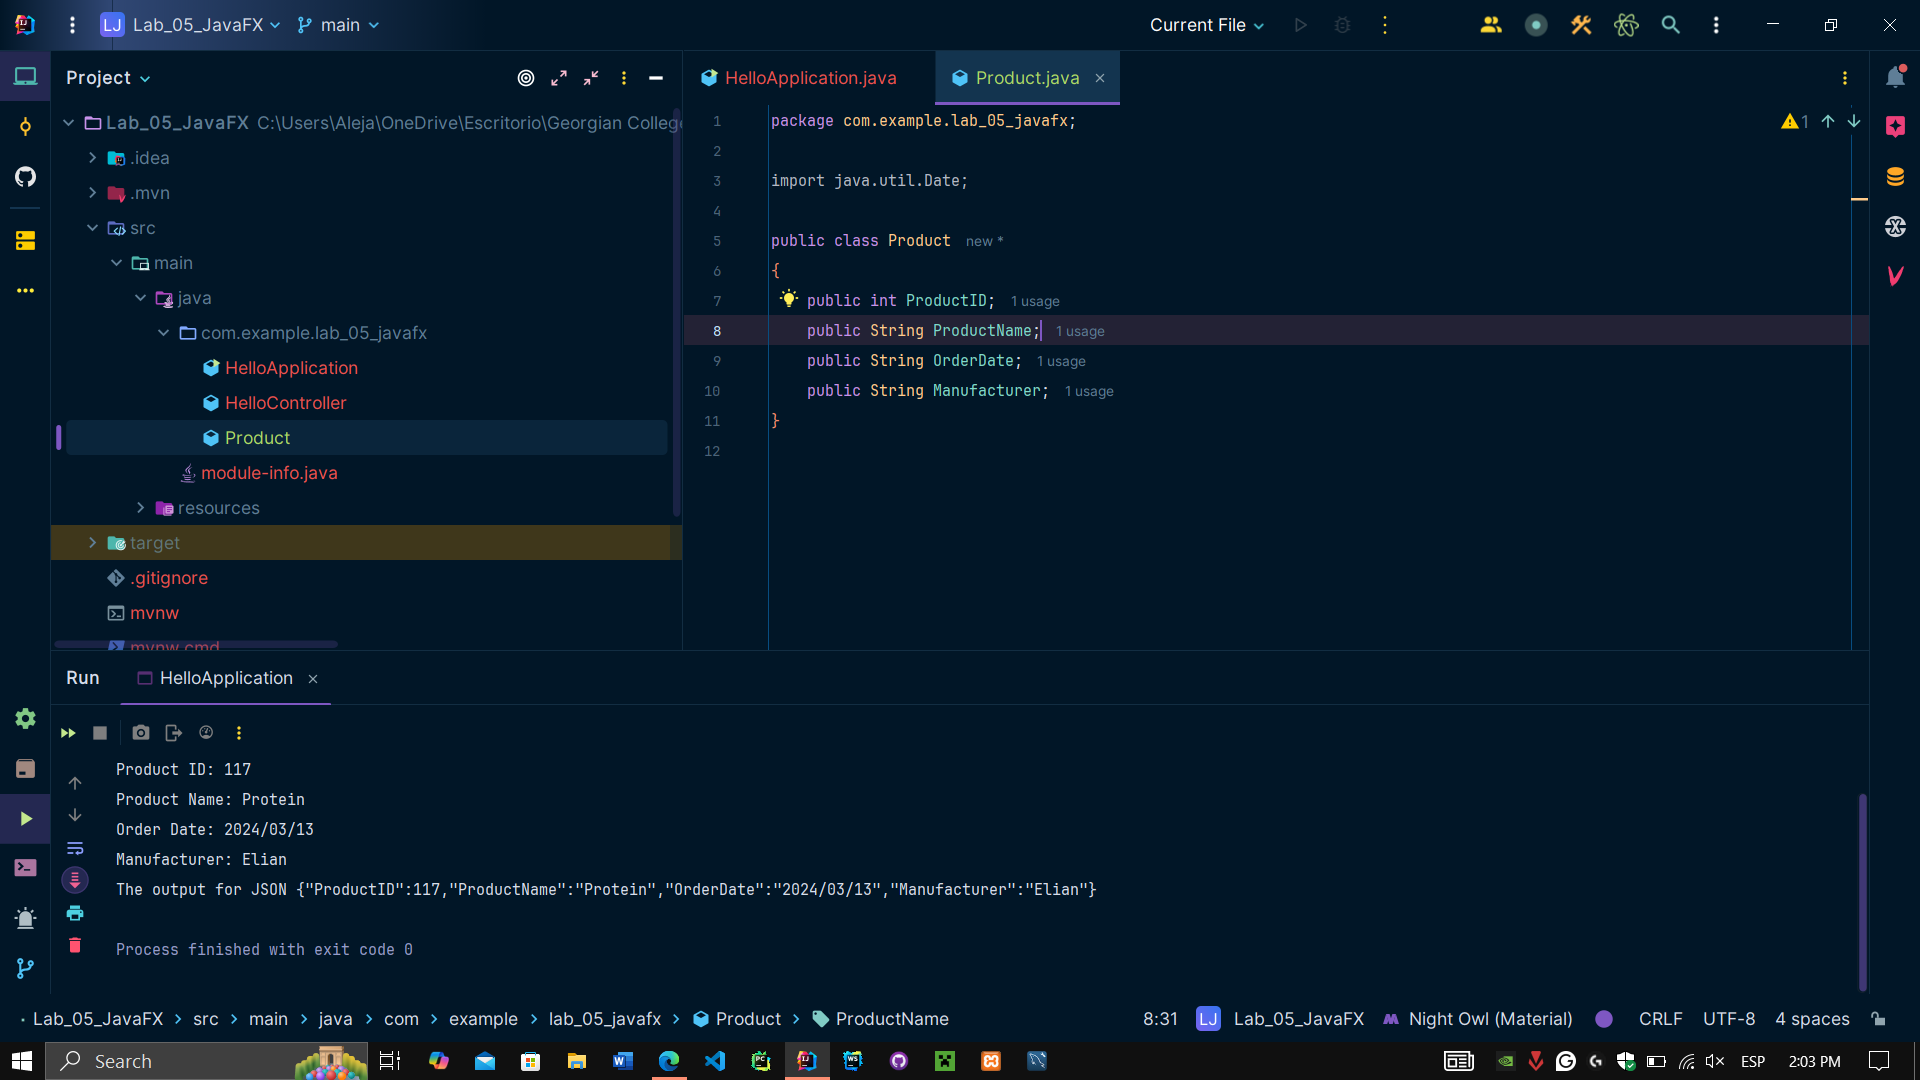 LJ Lab_05_JavaFX main Current File
Project
HelloApplication.java Product.java
Lab_05_JavaFX C:\Users\Aleja\OneDrive\Escritorio\Georgian Colleg
.idea
.mvn
src
main
java
com.example.lab_05_javafx
HelloApplication
HelloController
Product
module-info.java
resources
target
.gitignore
mvnw
mvnw.cmd
1 package com.example.lab_05_javafx;
2
3 import java.util.Date;
4
5 public class Product new *
6 {
7 public int ProductID; 1 usage
8 public String ProductName; 1 usage
9 public String OrderDate; 1 usage
10 public String Manufacturer; 1 usage
11 }
12
1
Run HelloApplication
Product ID: 117
Product Name: Protein
Order Date: 2024/03/13
Manufacturer: Elian
The output for JSON {"ProductID":117,"ProductName":"Protein","OrderDate":"2024/03/13","Manufacturer":"Elian"}
Process finished with exit code 0
Lab_05_JavaFX > src > main > java > com > example > lab_05_javafx > Product > ProductName 8:31 LJ Lab_05_JavaFX Night Owl (Material) CRLF UTF-8 4 spaces
Search ESP 2:03 PM